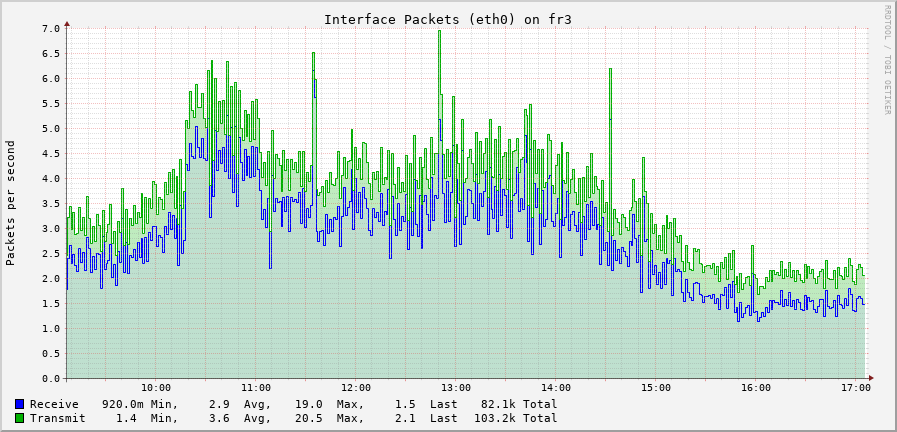 Interface Packets (eth0) on fr3
RRDTOOL / TOBI OETIKER
Packets per second
7.0
6.5
6.0
5.5
5.0
4.5
4.0
3.5
3.0
2.5
2.0
1.5
1.0
0.5
0.0
10:00 11:00 12:00 13:00 14:00 15:00 16:00 17:00
Receive 920.0m Min, 2.9 Avg, 19.0 Max, 1.5 Last 82.1k Total
Transmit 1.4 Min, 3.6 Avg, 20.5 Max, 2.1 Last 103.2k Total